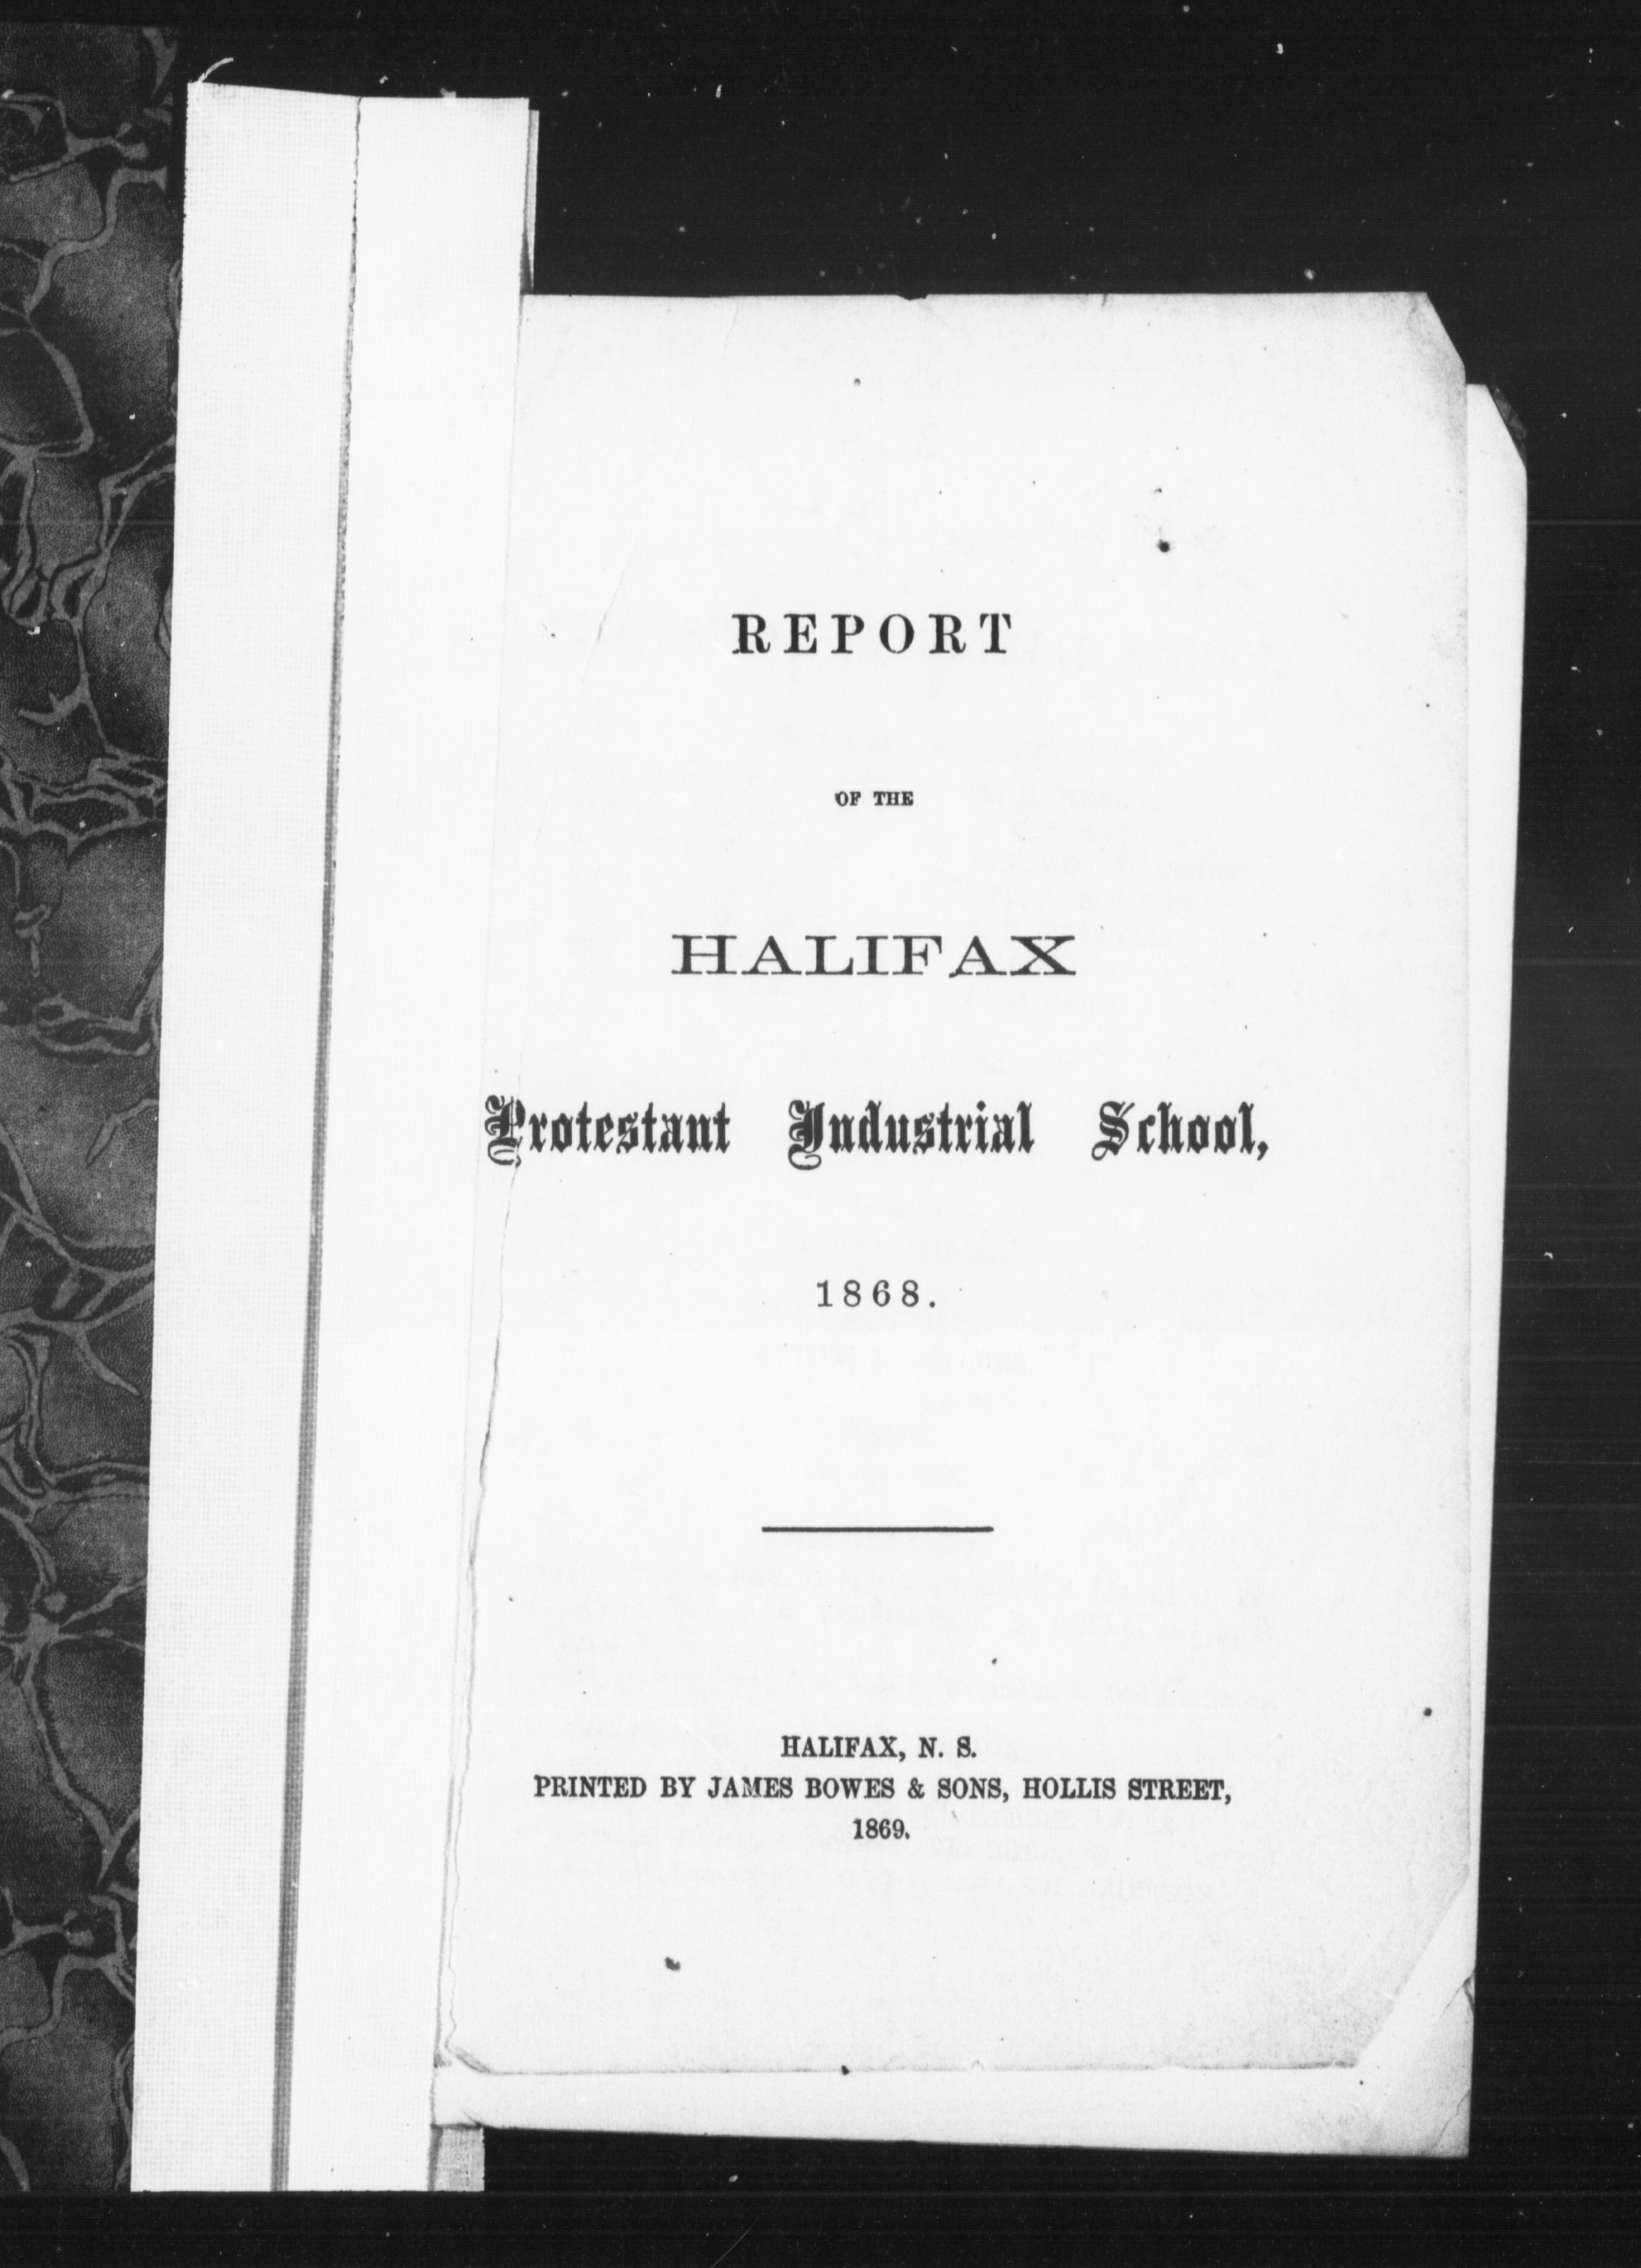 REPORT
OF THE
HALIFAX
Protestant Industrial School,
1868.
HALIFAX, N. S.
PRINTED BY JAMES BOWES & SONS, HOLLIS STREET,
1869.